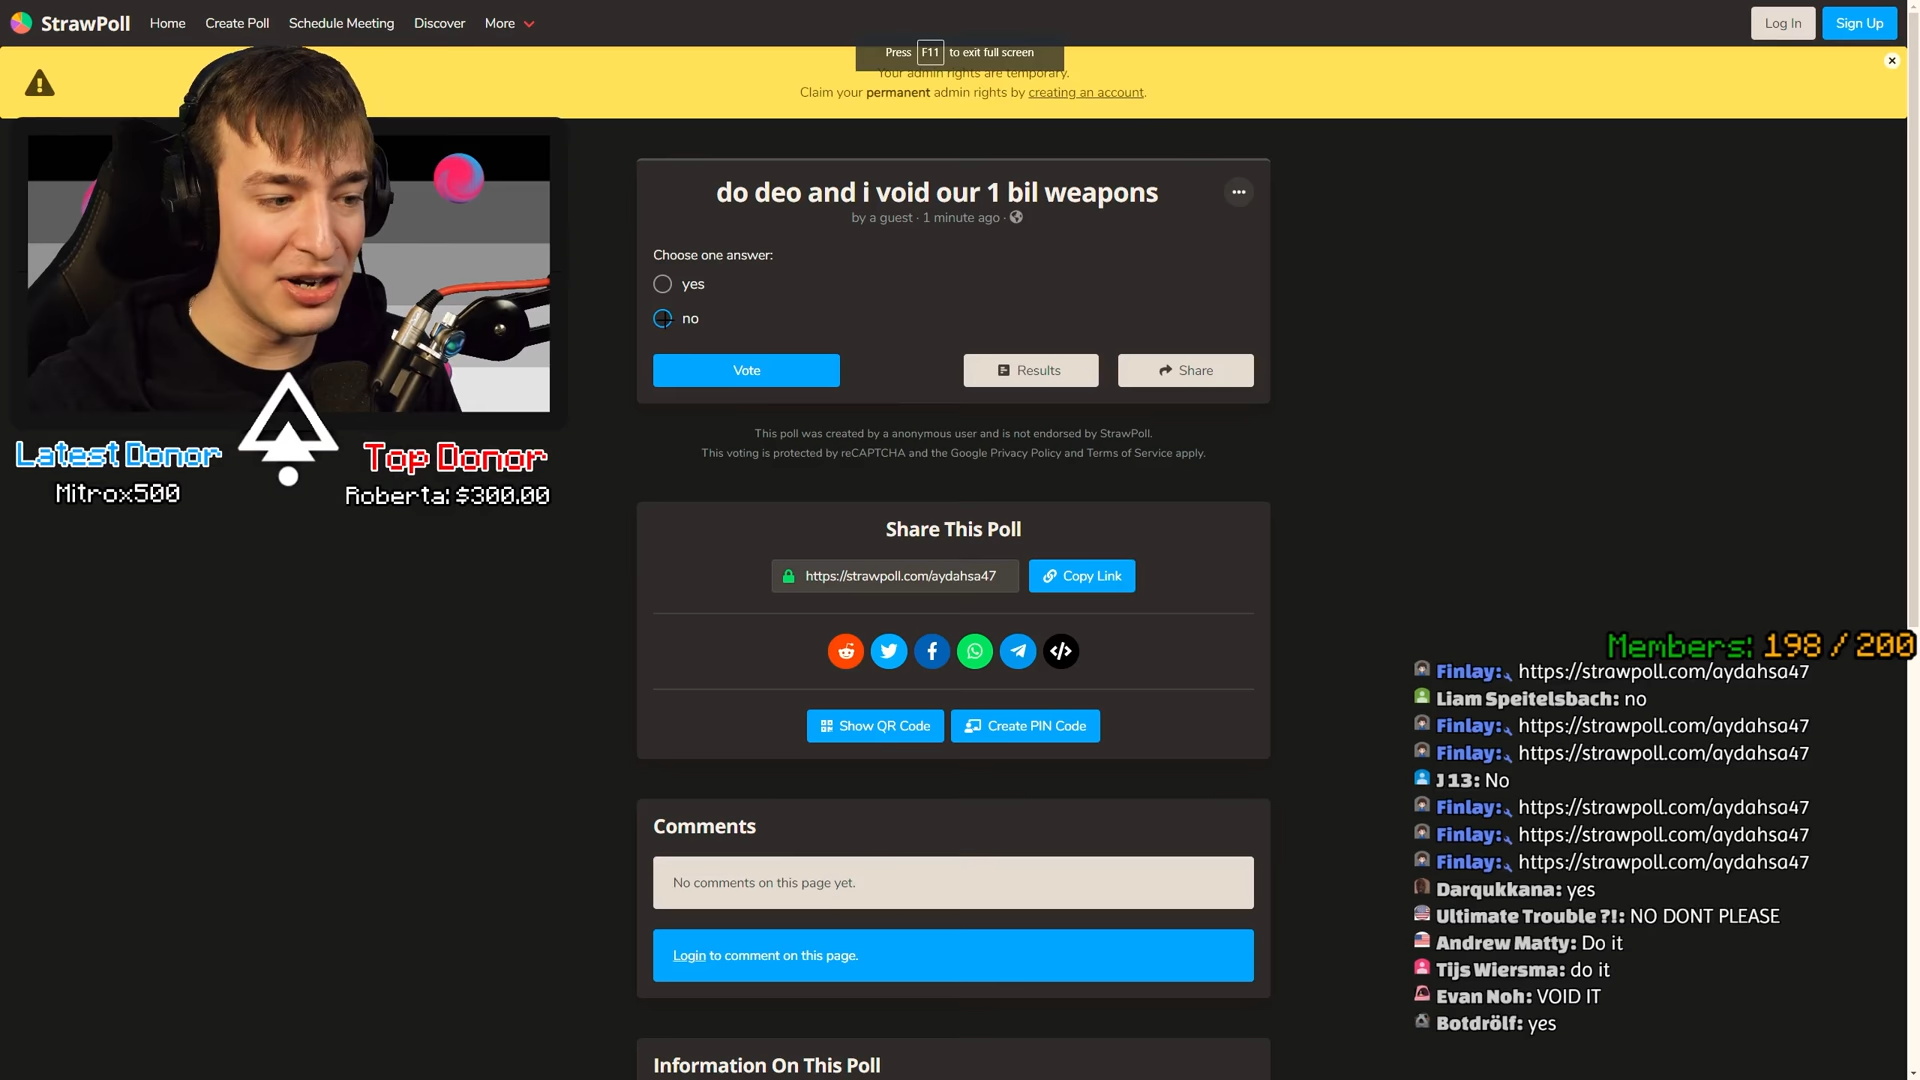 StrawPoll Home Create Poll Schedule Meeting Discover More Log In Sign Up
Press F11 to exit full screen
Your admin rights are temporary.
Claim your permanent admin rights by creating an account.
do deo and i void our 1 bil weapons
by a guest · 1 minute ago ·
Choose one answer:
yes
no
Vote Results Share
This poll was created by a anonymous user and is not endorsed by StrawPoll.
This voting is protected by reCAPTCHA and the Google Privacy Policy and Terms of Service apply.
Latest Donor
Mitrox500
Top Donor
Roberta: $300.00
Share This Poll
https://strawpoll.com/aydahsa47 Copy Link
Show QR Code Create PIN Code
Comments
No comments on this page yet.
Login to comment on this page.
Information On This Poll
Members: 198 / 200
Finlay: https://strawpoll.com/aydahsa47
Liam Speitelsbach: no
Finlay: https://strawpoll.com/aydahsa47
Finlay: https://strawpoll.com/aydahsa47
J 13: No
Finlay: https://strawpoll.com/aydahsa47
Finlay: https://strawpoll.com/aydahsa47
Finlay: https://strawpoll.com/aydahsa47
Darqukkana: yes
Ultimate Trouble ?!: NO DONT PLEASE
Andrew Matty: Do it
Tijs Wiersma: do it
Evan Noh: VOID IT
Botdrölf: yes